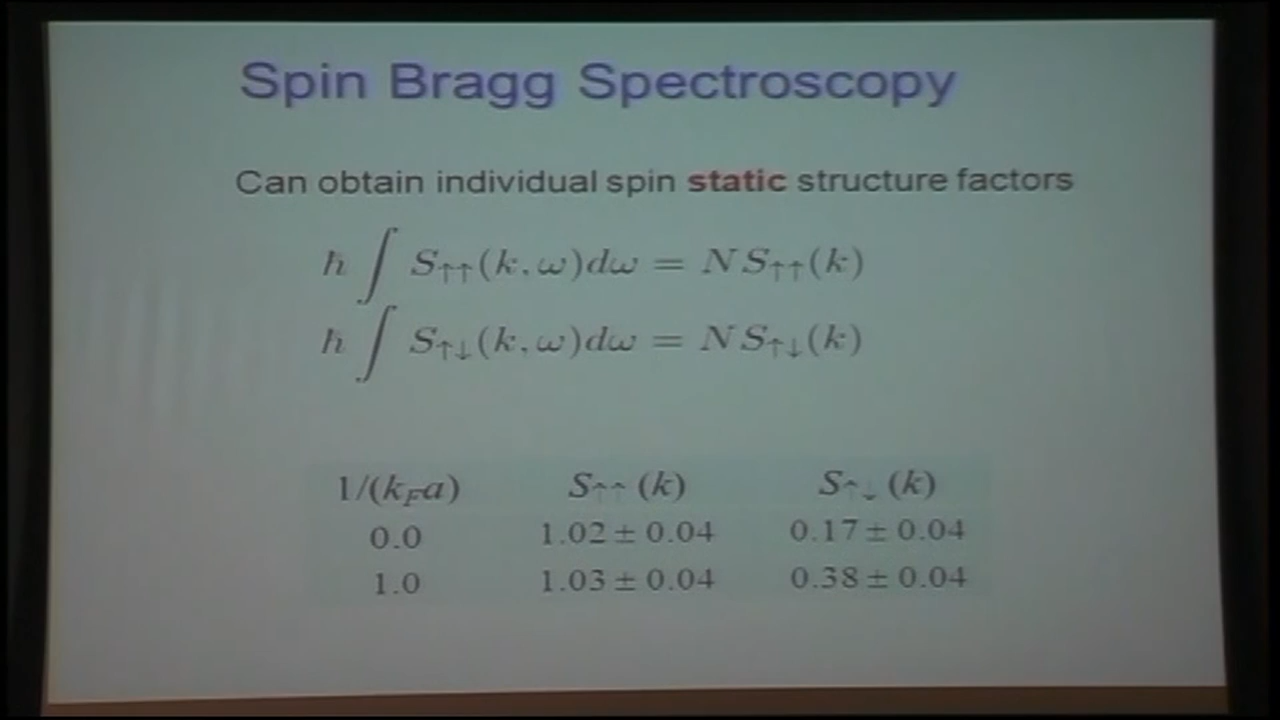 Spin Bragg Spectroscopy
Can obtain individual spin static structure factors
ℏ ∫ S↑↑(k, ω)dω = N S↑↑(k)
ℏ ∫ S↑↓(k, ω)dω = N S↑↓(k)
1/(k_F a) S↑↑ (k) S↑↓ (k)
0.0 1.02 ± 0.04 0.17 ± 0.04
1.0 1.03 ± 0.04 0.38 ± 0.04